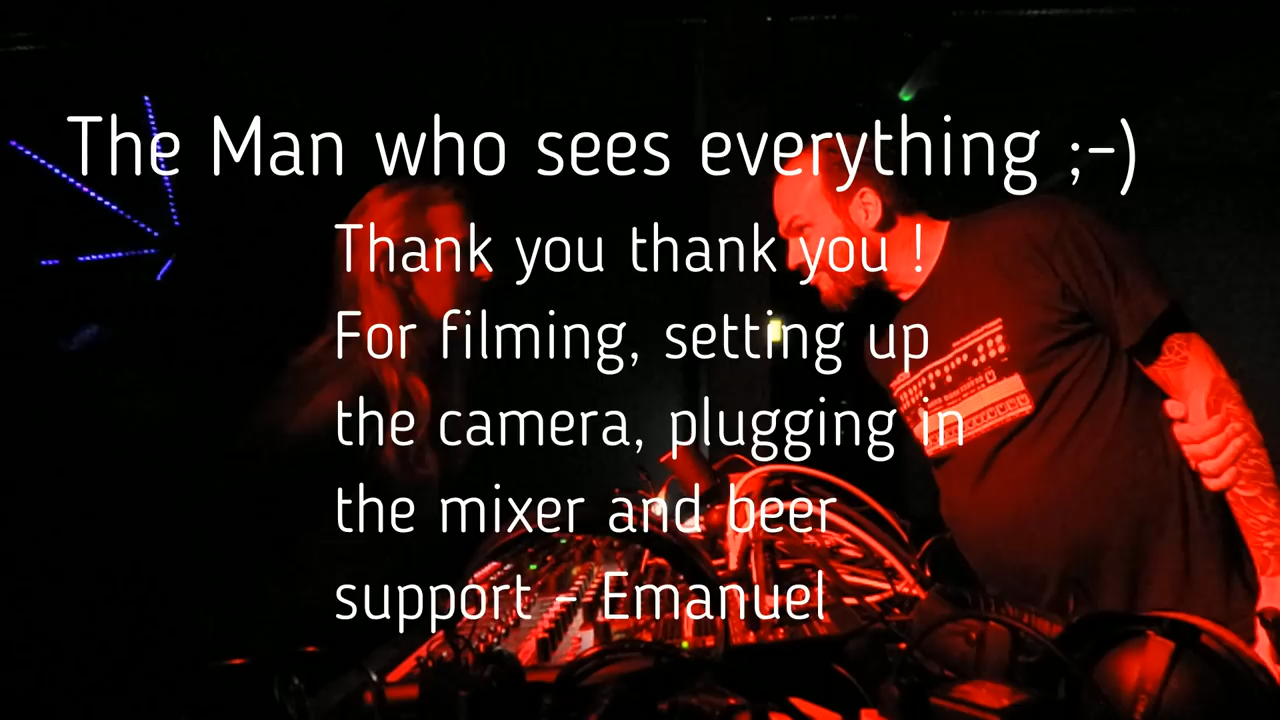 The Man who sees everything ;-)
Thank you thank you !
For filming, setting up
the camera, plugging in
the mixer and beer
support - Emanuel